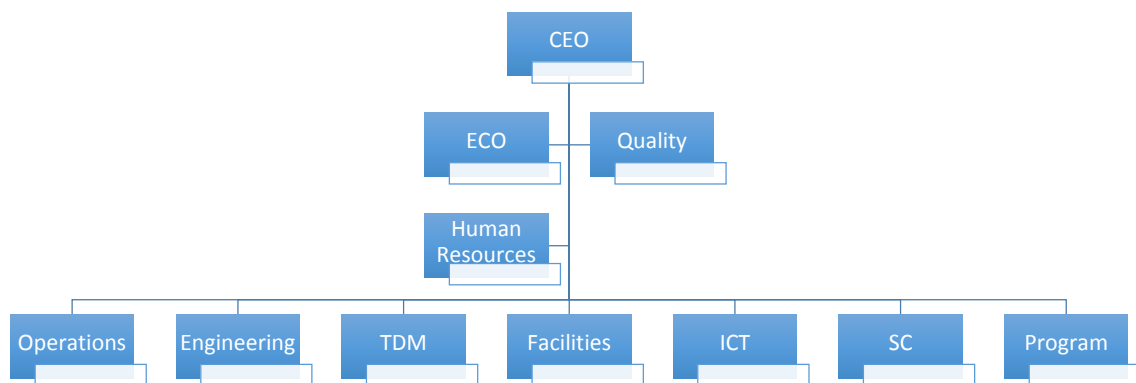 CEO
ECO
Quality
Human
Resources
Operations
Engineering
TDM
Facilities
ICT
SC
Program